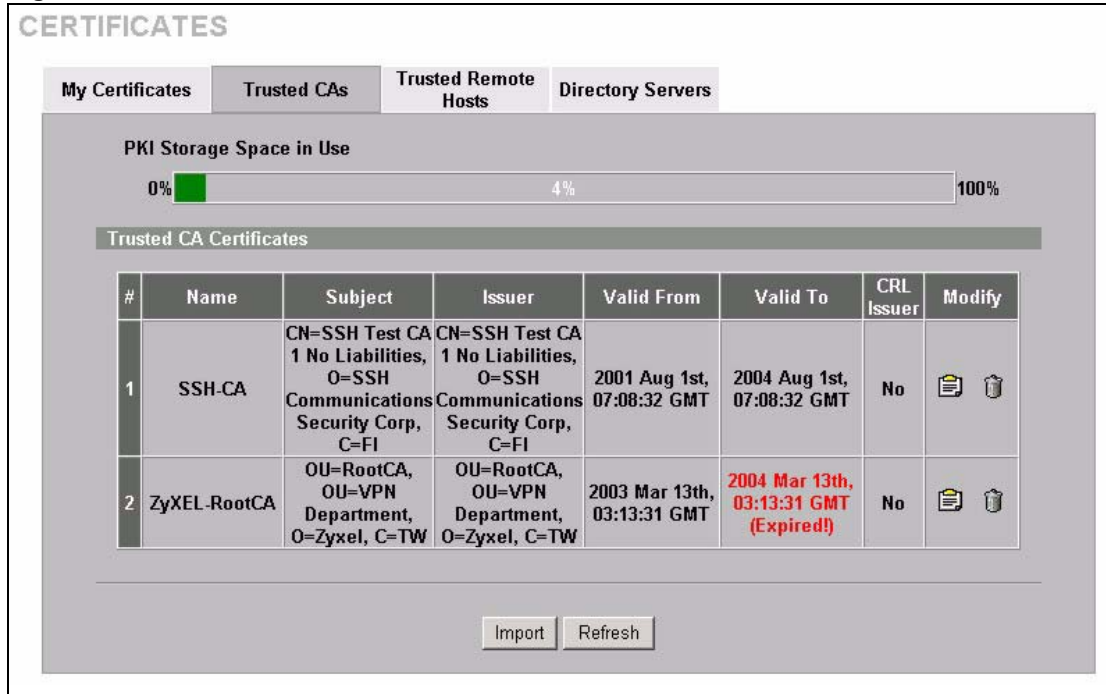 CERTIFICATES
My Certificates
Trusted CAs
Trusted Remote
Hosts
Directory Servers
PKI Storage Space in Use
0%
4%
100%
Trusted CA Certificates
# Name Subject Issuer Valid From Valid To CRL
Issuer Modify
1
SSH-CA
CN=SSH Test CA
1 No Liabilities,
O=SSH
Communications
Security Corp,
C=FI
CN=SSH Test CA
1 No Liabilities,
O=SSH
Communications
Security Corp,
C=FI
2001 Aug 1st,
07:08:32 GMT
2004 Aug 1st,
07:08:32 GMT
No
2
ZyXEL-RootCA
OU=RootCA,
OU=VPN
Department,
O=Zyxel, C=TW
OU=RootCA,
OU=VPN
Department,
O=Zyxel, C=TW
2003 Mar 13th,
03:13:31 GMT
2004 Mar 13th,
03:13:31 GMT
(Expired!)
No
Import
Refresh